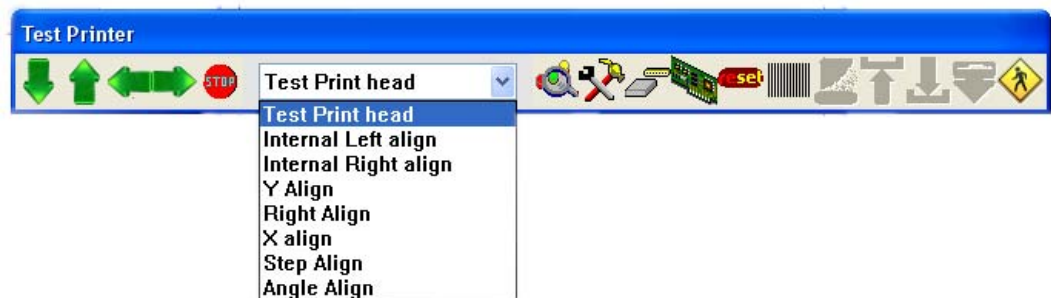 Test Printer
STOP
Test Print head
eset
Test Print head
Internal Left align
Internal Right align
Y Align
Right Align
X align
Step Align
Angle Align